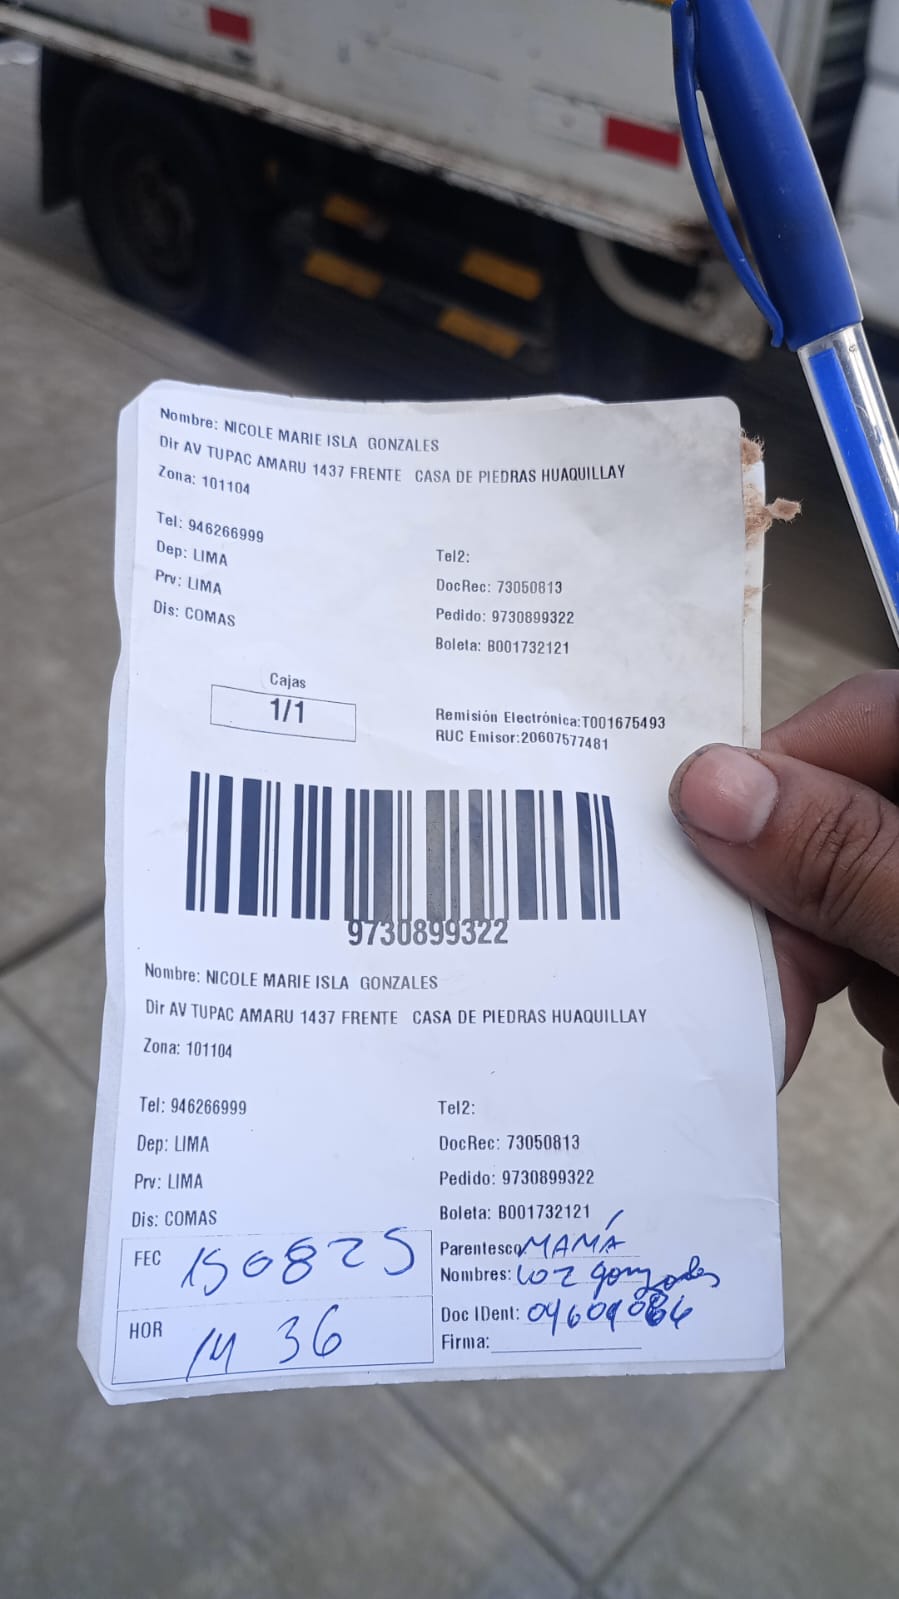 Nombre: NICOLE MARIE ISLA GONZALES
Dir AV TUPAC AMARU 1437 FRENTE CASA DE PIEDRAS HUAQUILLAY
Zona: 101104
Tel: 946266999
Tel2:
Dep: LIMA
DocRec: 73050813
Prv: LIMA
Pedido: 9730899322
Dis: COMAS
Boleta: B001732121
Cajas
1/1
Remisión Electrónica:T001675493
RUC Emisor:20607577481
9730899322
Nombre: NICOLE MARIE ISLA GONZALES
Dir AV TUPAC AMARU 1437 FRENTE CASA DE PIEDRAS HUAQUILLAY
Zona: 101104
Tel: 946266999
Tel2:
Dep: LIMA
DocRec: 73050813
Prv: LIMA
Pedido: 9730899322
Dis: COMAS
Boleta: B001732121
FEC 150825
Parentesco: MAMÁ
Nombres: Loz gonzales
HOR 14 36
Doc IDent:
Firma: